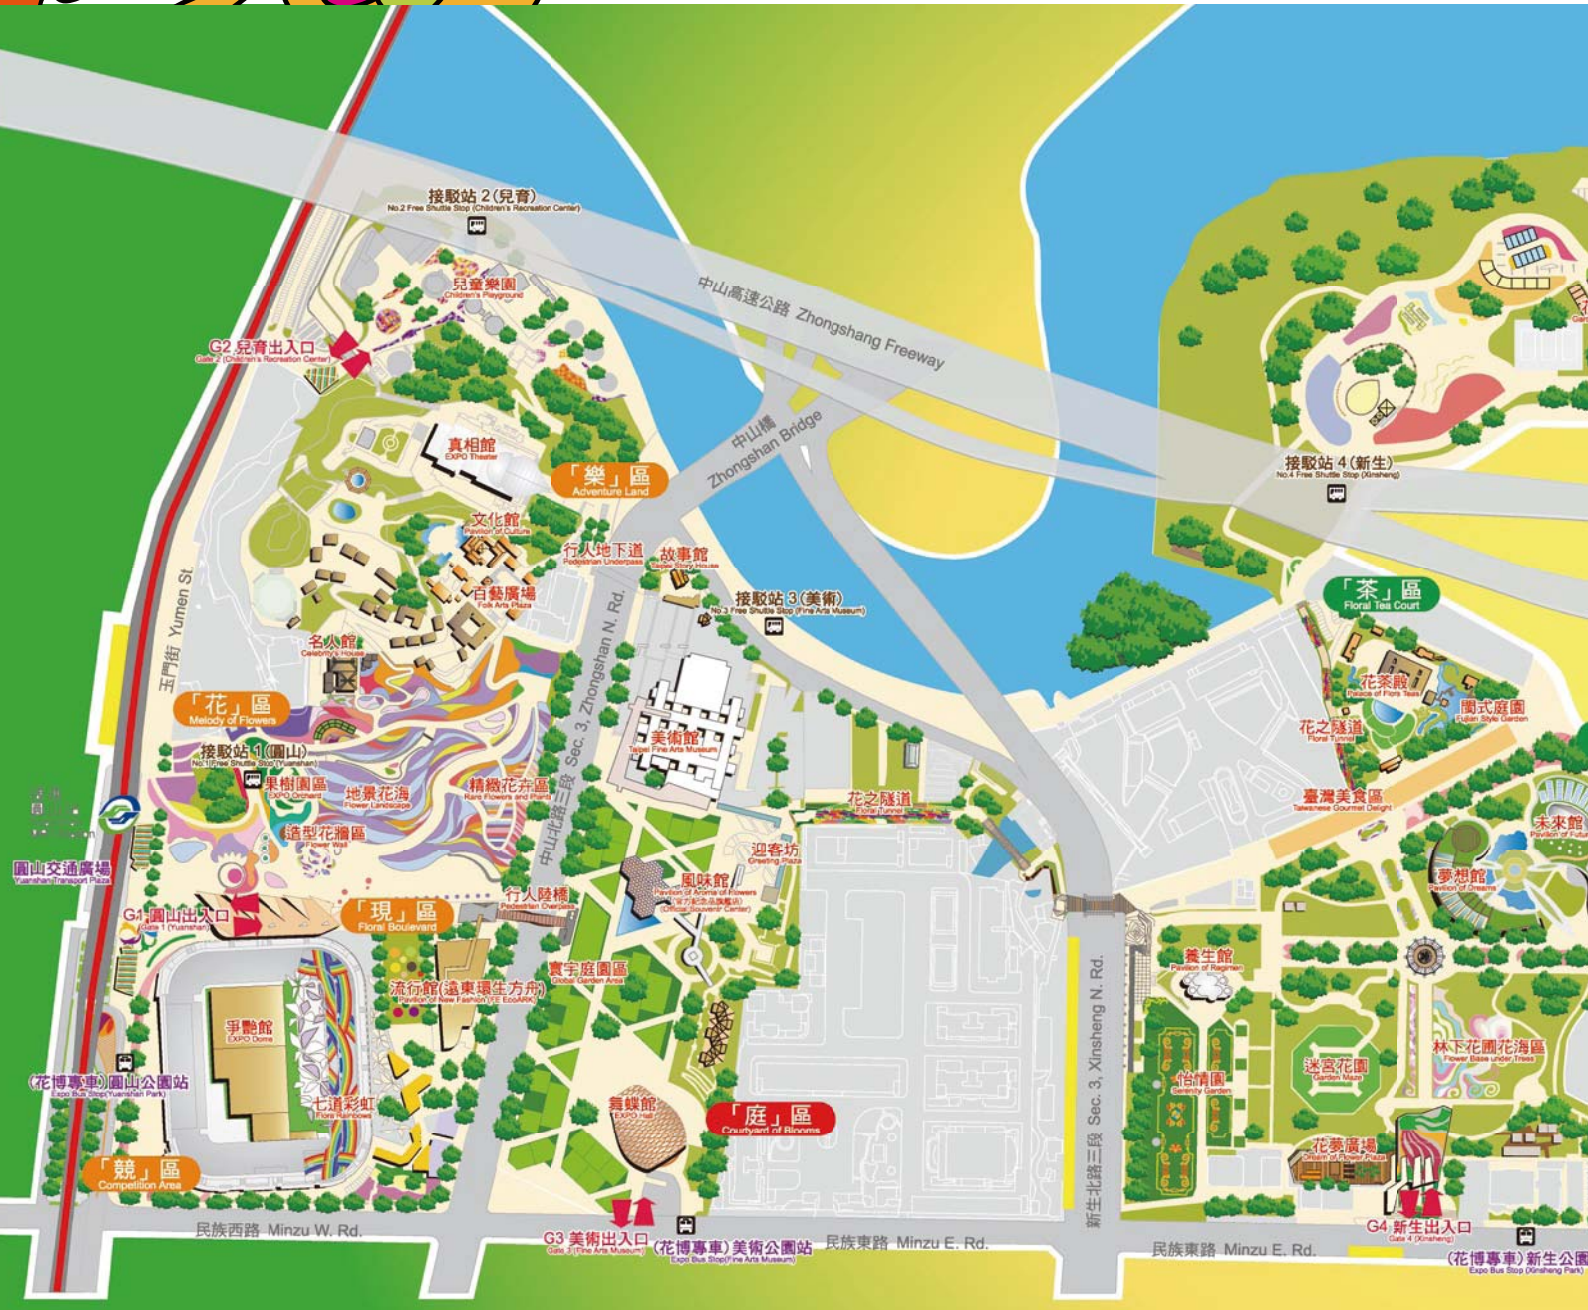 接駁站 2 (兒育)
No.2 Free Shuttle Stop (Children's Recreation Center)
兒童樂園
Children's Playground
中山高速公路 Zhongshang Freeway
G2 兒育出入口
Gate 2 (Children's Recreation Center)
中山橋
Zhongshan Bridge
真相館
EXPO Theater
「樂」區
Adventure Land
接駁站 4 (新生)
No.4 Free Shuttle Stop (Xinsheng)
文化館
Pavilion of Culture
行人地下道
Pedestrian Underpass
故事館
Taipei Story House
百藝廣場
Folk Arts Plaza
接駁站 3 (美術)
No.3 Free Shuttle Stop (Fine Arts Museum)
「茶」區
Floral Tea Court
玉門街 Yumen St.
名人館
Celebrity's House
中山北路三段 Sec. 3, Zhongshan N. Rd.
花茶殿
Palace of Flora Teas
閩式庭園
Fujian Style Garden
花之隧道
Floral Tunnel
「花」區
Melody of Flowers
接駁站 1 (圓山)
No.1 Free Shuttle Stop (Yuanshan)
美術館
Taipei Fine Arts Museum
果樹園區
EXPO Orchard
地景花海
Flower Landscape
精緻花卉區
Rare Flowers and Plants
花之隧道
Floral Tunnel
臺灣美食區
Taiwanese Gourmet Delight
造型花牆區
Flower Wall
未來館
Pavilion of Futur
圓山交通廣場
Yuanshan Transport Plaza
迎客坊
Greeting Plaza
風味館
Pavilion of Aroma of Flowers
(官方紀念品旗艦店)
(Official Souvenir Center)
夢想館
Pavilion of Dreams
G1 圓山出入口
Gate 1 (Yuanshan)
「現」區
Floral Boulevard
行人陸橋
Pedestrian Overpass
流行館(遠東環生方舟)
Pavilion of New Fashion (FE EcoARK)
寰宇庭園區
Global Garden Area
養生館
Pavilion of Regimen
爭艷館
EXPO Dome
新生北路三段 Sec. 3, Xinsheng N. Rd.
林下花圃花海區
Flower Base under Trees
迷宮花園
Garden Maze
怡情園
Serenity Garden
(花博專車)圓山公園站
Expo Bus Stop(Yuanshan Park)
七道彩虹
Flora Rainbows
舞蝶館
EXPO Hall
「庭」區
Courtyard of Blooms
花夢廣場
Dream of Flower Plaza
「競」區
Competition Area
民族西路 Minzu W. Rd.
G3 美術出入口
Gate 3 (Fine Arts Museum)
(花博專車)美術公園站
Expo Bus Stop(Fine Arts Museum)
民族東路 Minzu E. Rd.
民族東路 Minzu E. Rd.
G4 新生出入口
Gate 4 (Xinsheng)
(花博專車)新生公園
Expo Bus Stop (Xinsheng Park)